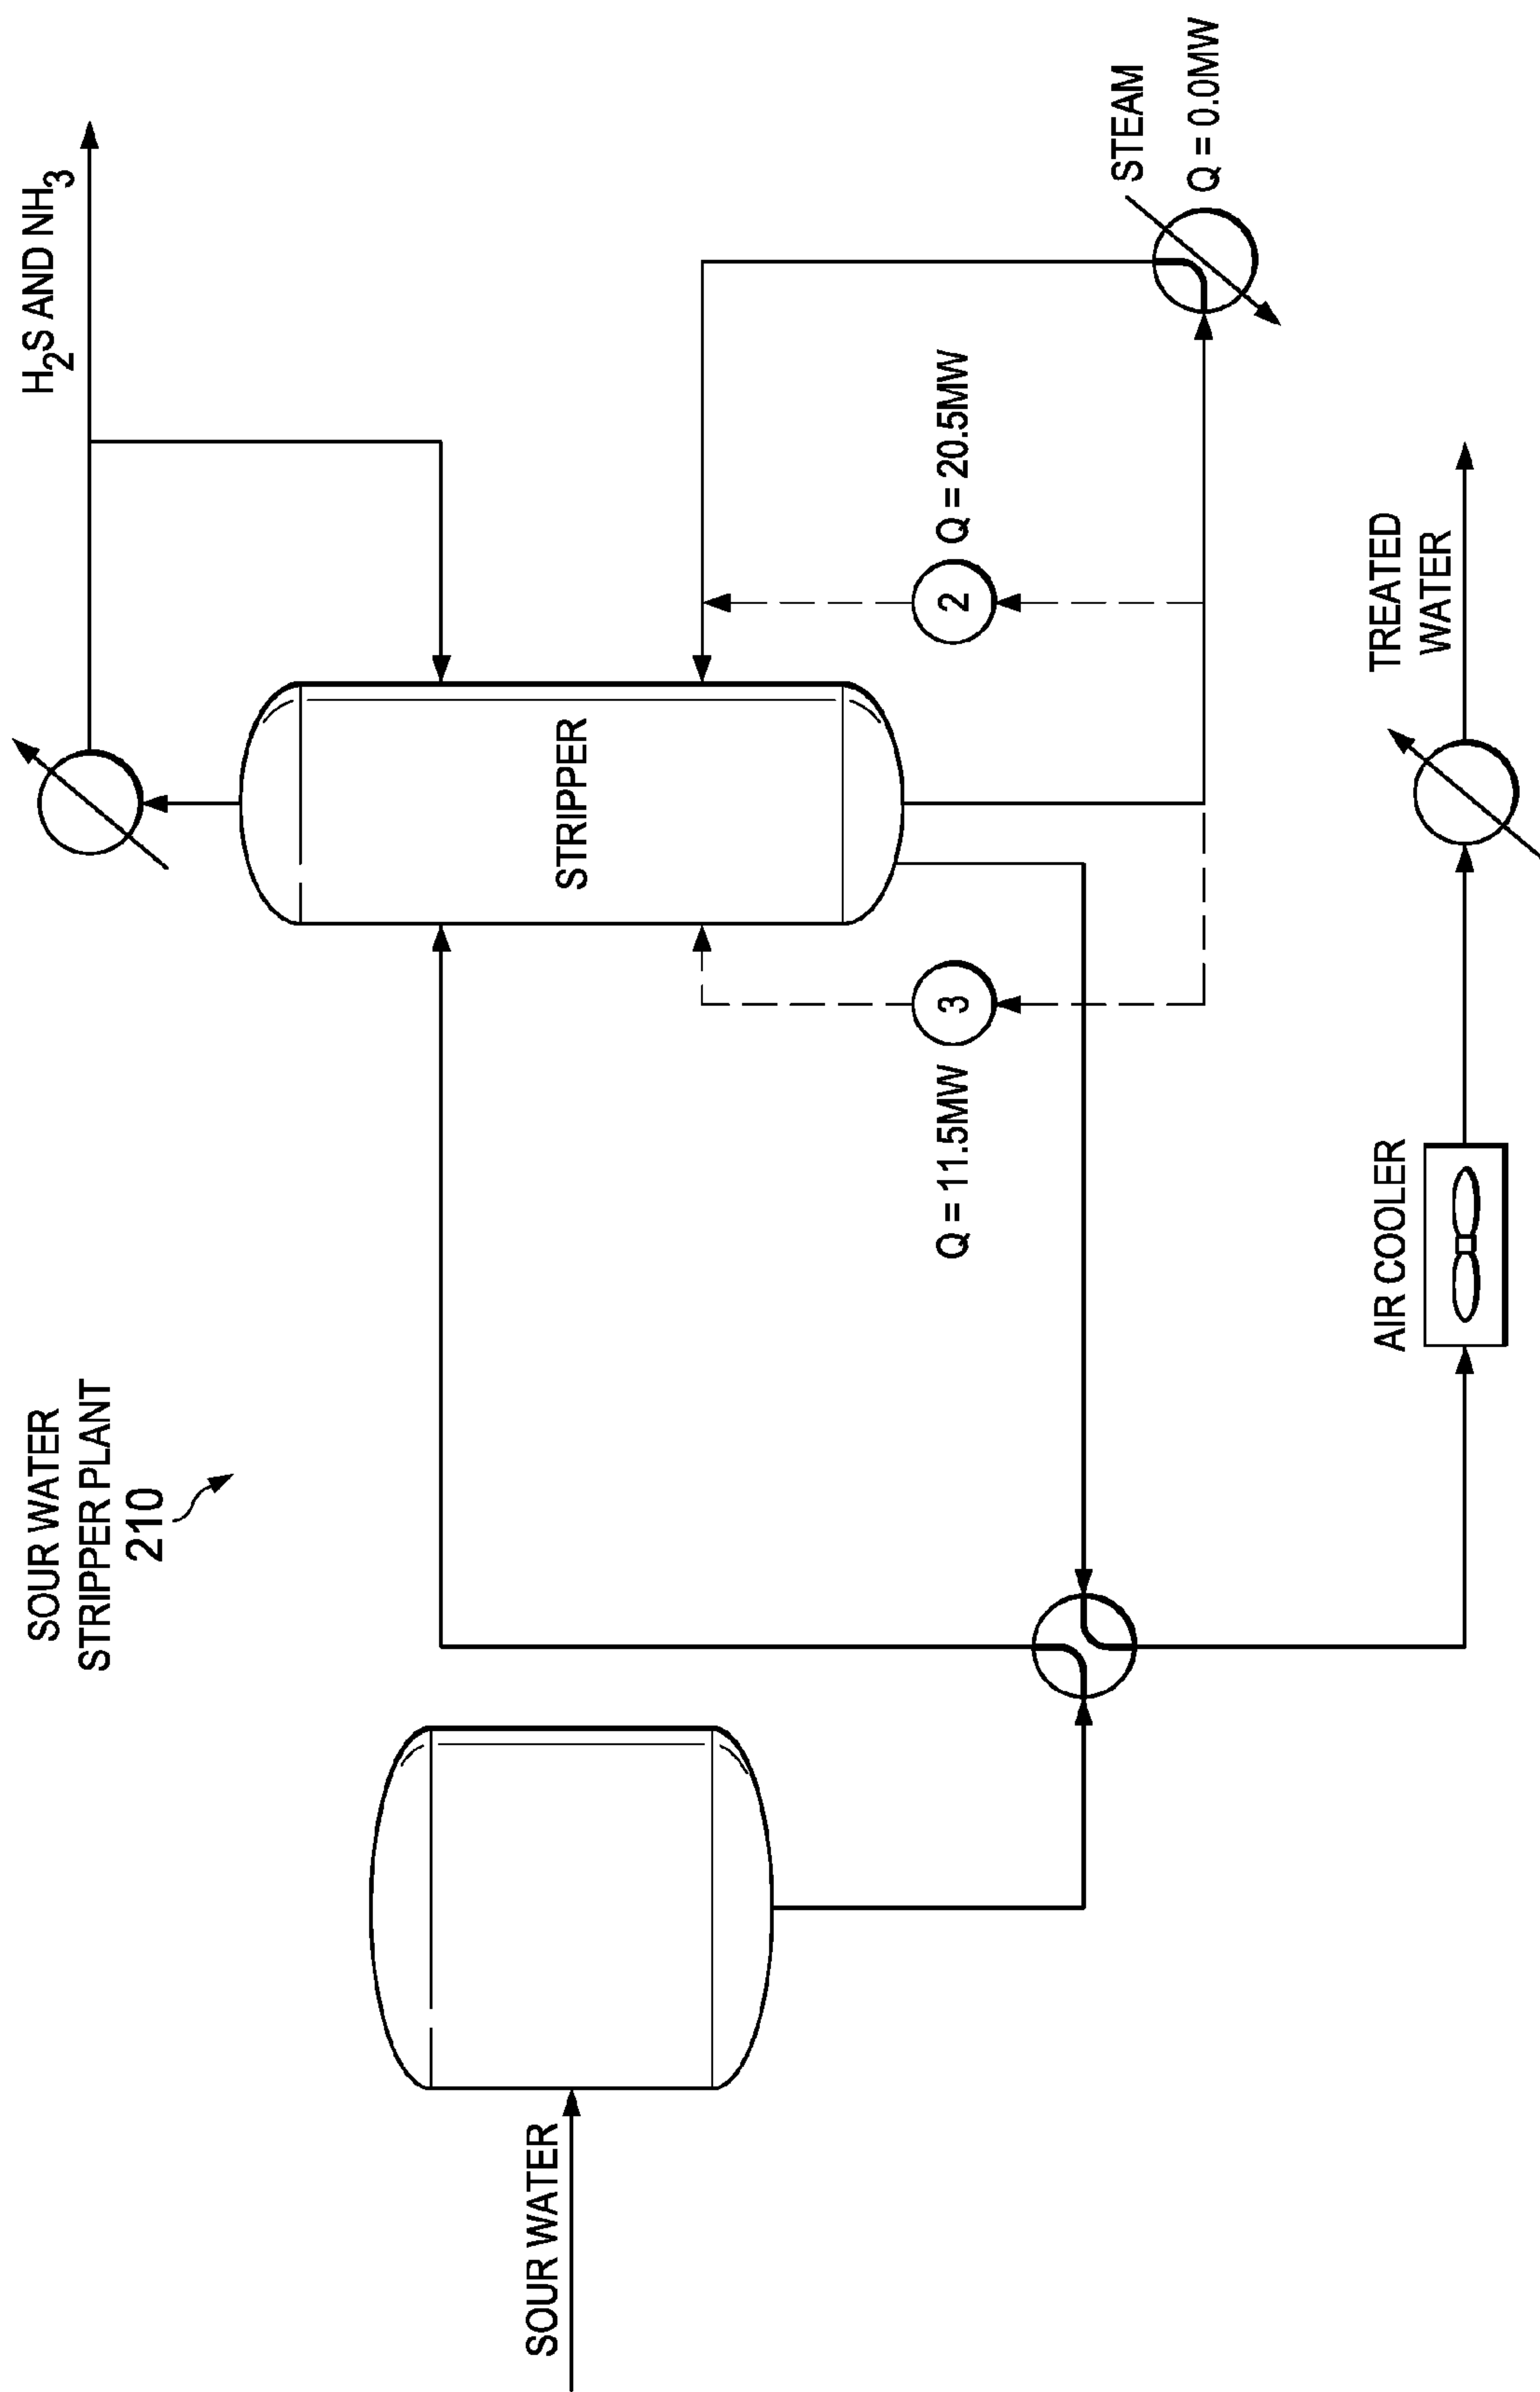 SOUR WATER
STRIPPER PLANT
210
H2S AND NH3
STRIPPER
STEAM
Q = 0.0MW
2
Q = 20.5MW
3
Q = 11.5MW
SOUR WATER
AIR COOLER
TREATED
WATER